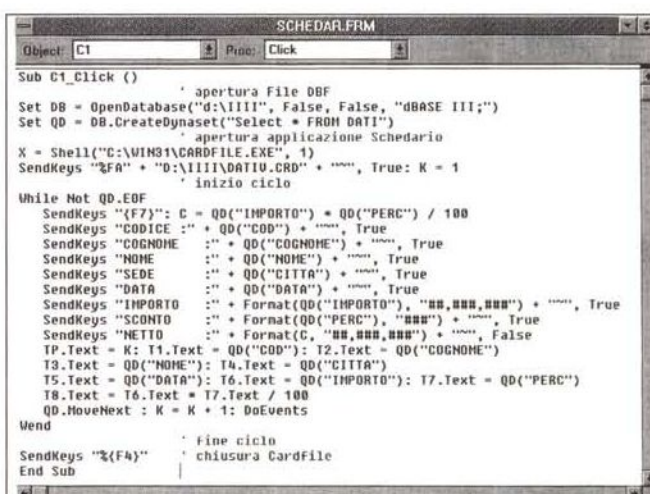 SCHEDAR.FRM
Object: C1 Proc: Click
Sub C1_Click ()
' apertura File DBF
Set DB = OpenDatabase("d:\IIII", False, False, "dBASE III;")
Set QD = DB.CreateDynaset("Select * FROM DATI")
' apertura applicazione Schedario
X = Shell("C:\WIN31\CARDFILE.EXE", 1)
SendKeys "%FA" + "D:\IIII\DATIV.CRD" + "~", True: K = 1
' inizio ciclo
While Not QD.EOF
SendKeys "{F7}": C = QD("IMPORTO") * QD("PERC") / 100
SendKeys "CODICE :" + QD("COD") + "~", True
SendKeys "COGNOME :" + QD("COGNOME") + "~", True
SendKeys "NOME :" + QD("NOME") + "~", True
SendKeys "SEDE :" + QD("CITTA") + "~", True
SendKeys "DATA :" + QD("DATA") + "~", True
SendKeys "IMPORTO :" + Format(QD("IMPORTO"), "##,###,###") + "~", True
SendKeys "SCONTO :" + Format(QD("PERC"), "###") + "~", True
SendKeys "NETTO :" + Format(C, "##,###,###") + "~", False
TP.Text = K: T1.Text = QD("COD"): T2.Text = QD("COGNOME")
T3.Text = QD("NOME"): T4.Text = QD("CITTA")
T5.Text = QD("DATA"): T6.Text = QD("IMPORTO"): T7.Text = QD("PERC")
T8.Text = T6.Text * T7.Text / 100
QD.MoveNext : K = K + 1: DoEvents
Wend
' fine ciclo
SendKeys "%{F4}" ' chiusura Cardfile
End Sub